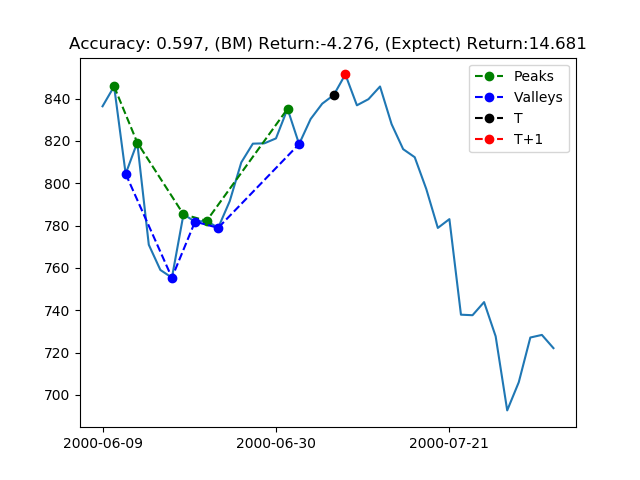 Accuracy: 0.597, (BM) Return:-4.276, (Exptect) Return:14.681
Peaks
Valleys
T
T+1
840
820
800
780
760
740
720
700
2000-06-09
2000-06-30
2000-07-21